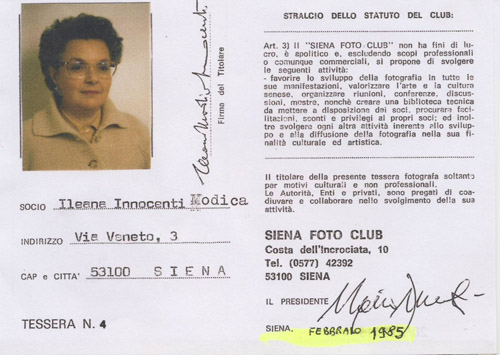 Firma del Titolare
SOCIO Ileana Innocenti Modica
INDIRIZZO Via Veneto, 3
CAP e CITTA' 53100 SIENA
TESSERA N. 4
STRALCIO DELLO STATUTO DEL CLUB:
Art. 3) Il "SIENA FOTO CLUB" non ha fini di lu-
cro, è apolitico e, escludendo scopi professionali
o comunque commerciali, si propone di svolgere
le seguenti attività:
- favorire lo sviluppo della fotografia in tutte le
sue manifestazioni, valorizzare l'arte e la cultura
senese, organizzare riunioni, conferenze, discus-
sioni, mostre, nonchè creare una biblioteca tecnica
da mettere a disposizione dei soci, procurare faci-
litazioni, sconti e privilegi ai propri soci; ed ino-
ltre svolgere ogni altra attività inerente allo svilup-
po e alla diffusione della fotografia nella sua fi-
nalità culturale ed artistica.
Il titolare della presente tessera fotografa soltanto
per motivi culturali e non professionali.
Le Autorità, Enti e privati, sono pregati di coa-
diuvare e collaborare nello svolgimento della sua
attività.
SIENA FOTO CLUB
Costa dell'Incrociata, 10
Tel. (0577) 42392
53100 SIENA
IL PRESIDENTE
SIENA, FEBBRAIO 1985